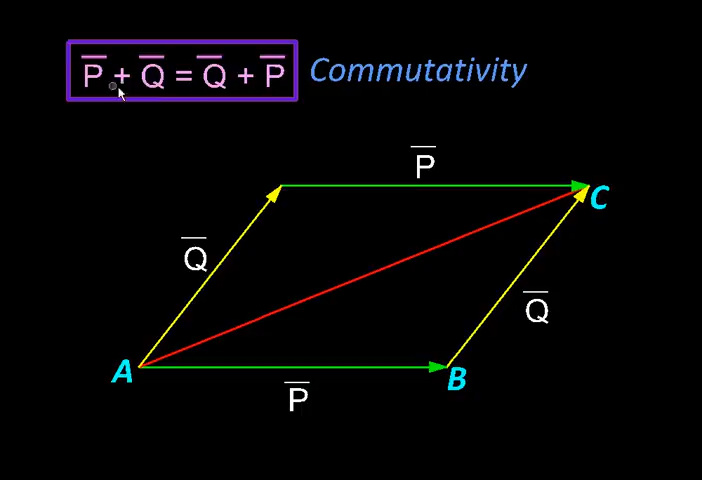 P̅ + Q̅ = Q̅ + P̅ Commutativity
P̅
C
Q̅
Q̅
A
B
P̅